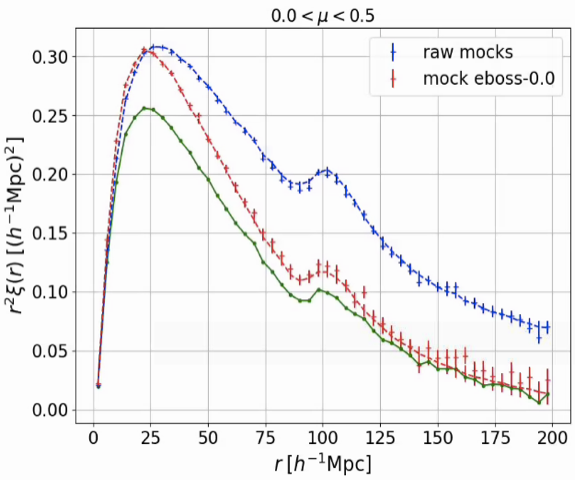 0.0 < μ < 0.5
raw mocks
mock eboss-0.0
r²ξ(r) [(h⁻¹Mpc)²]
0.30
0.25
0.20
0.15
0.10
0.05
0.00
0 25 50 75 100 125 150 175 200
r [h⁻¹Mpc]